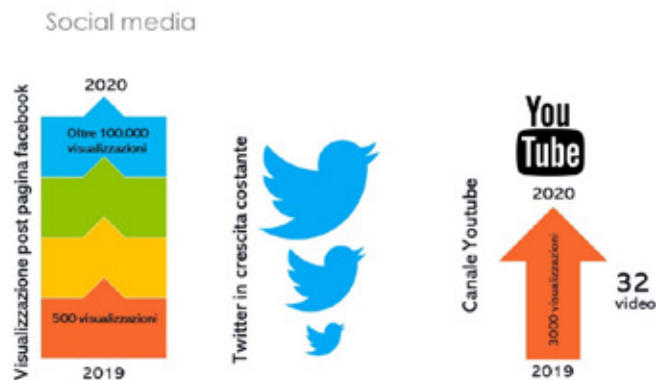 Social media
Visualizzazione post pagina facebook
2020
Oltre 100.000
visualizzazioni
500 visualizzazioni
2019
Twitter in crescita costante
You
Tube
Canale Youtube
2020
3000 visualizzazioni
32
video
2019